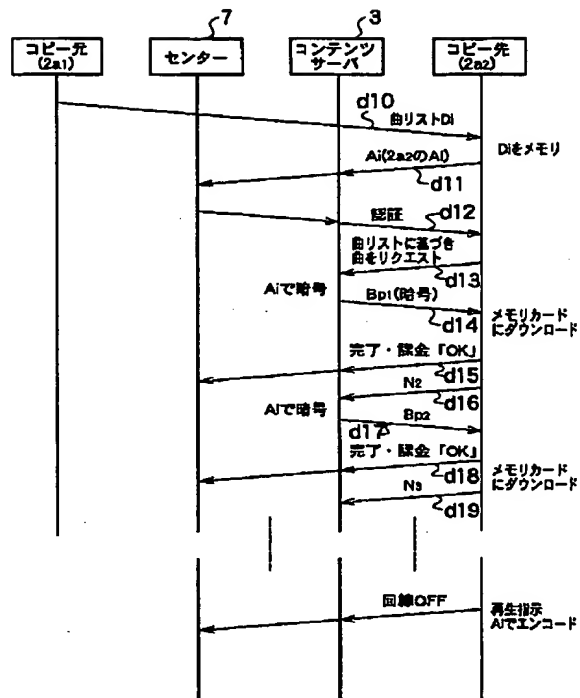 7
3
コピー元
(2a1)
センター
コンテンツ
サーバ
コピー先
(2a2)
d10
曲リストDi
Diをメモリ
Ai(2a2のAi)
d11
認証
d12
曲リストに基づき
曲をリクエスト
d13
Aiで暗号
Bp1(暗号)
d14
メモリカード
にダウンロード
完了・課金「OK」
d15
N2
d16
Aiで暗号
Bp2
d17
完了・課金「OK」
d18
メモリカード
にダウンロード
N3
d19
回線OFF
再生指示
Aiでエンコード